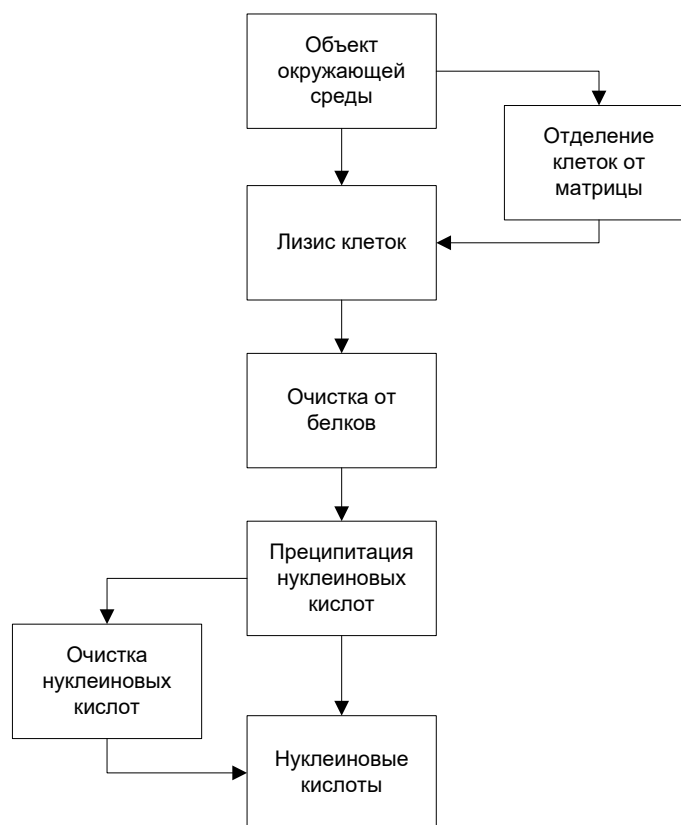 Объект
окружающей
среды
Отделение
клеток от
матрицы
Лизис клеток
Очистка от
белков
Преципитация
нуклеиновых
кислот
Очистка
нуклеиновых
кислот
Нуклеиновые
кислоты